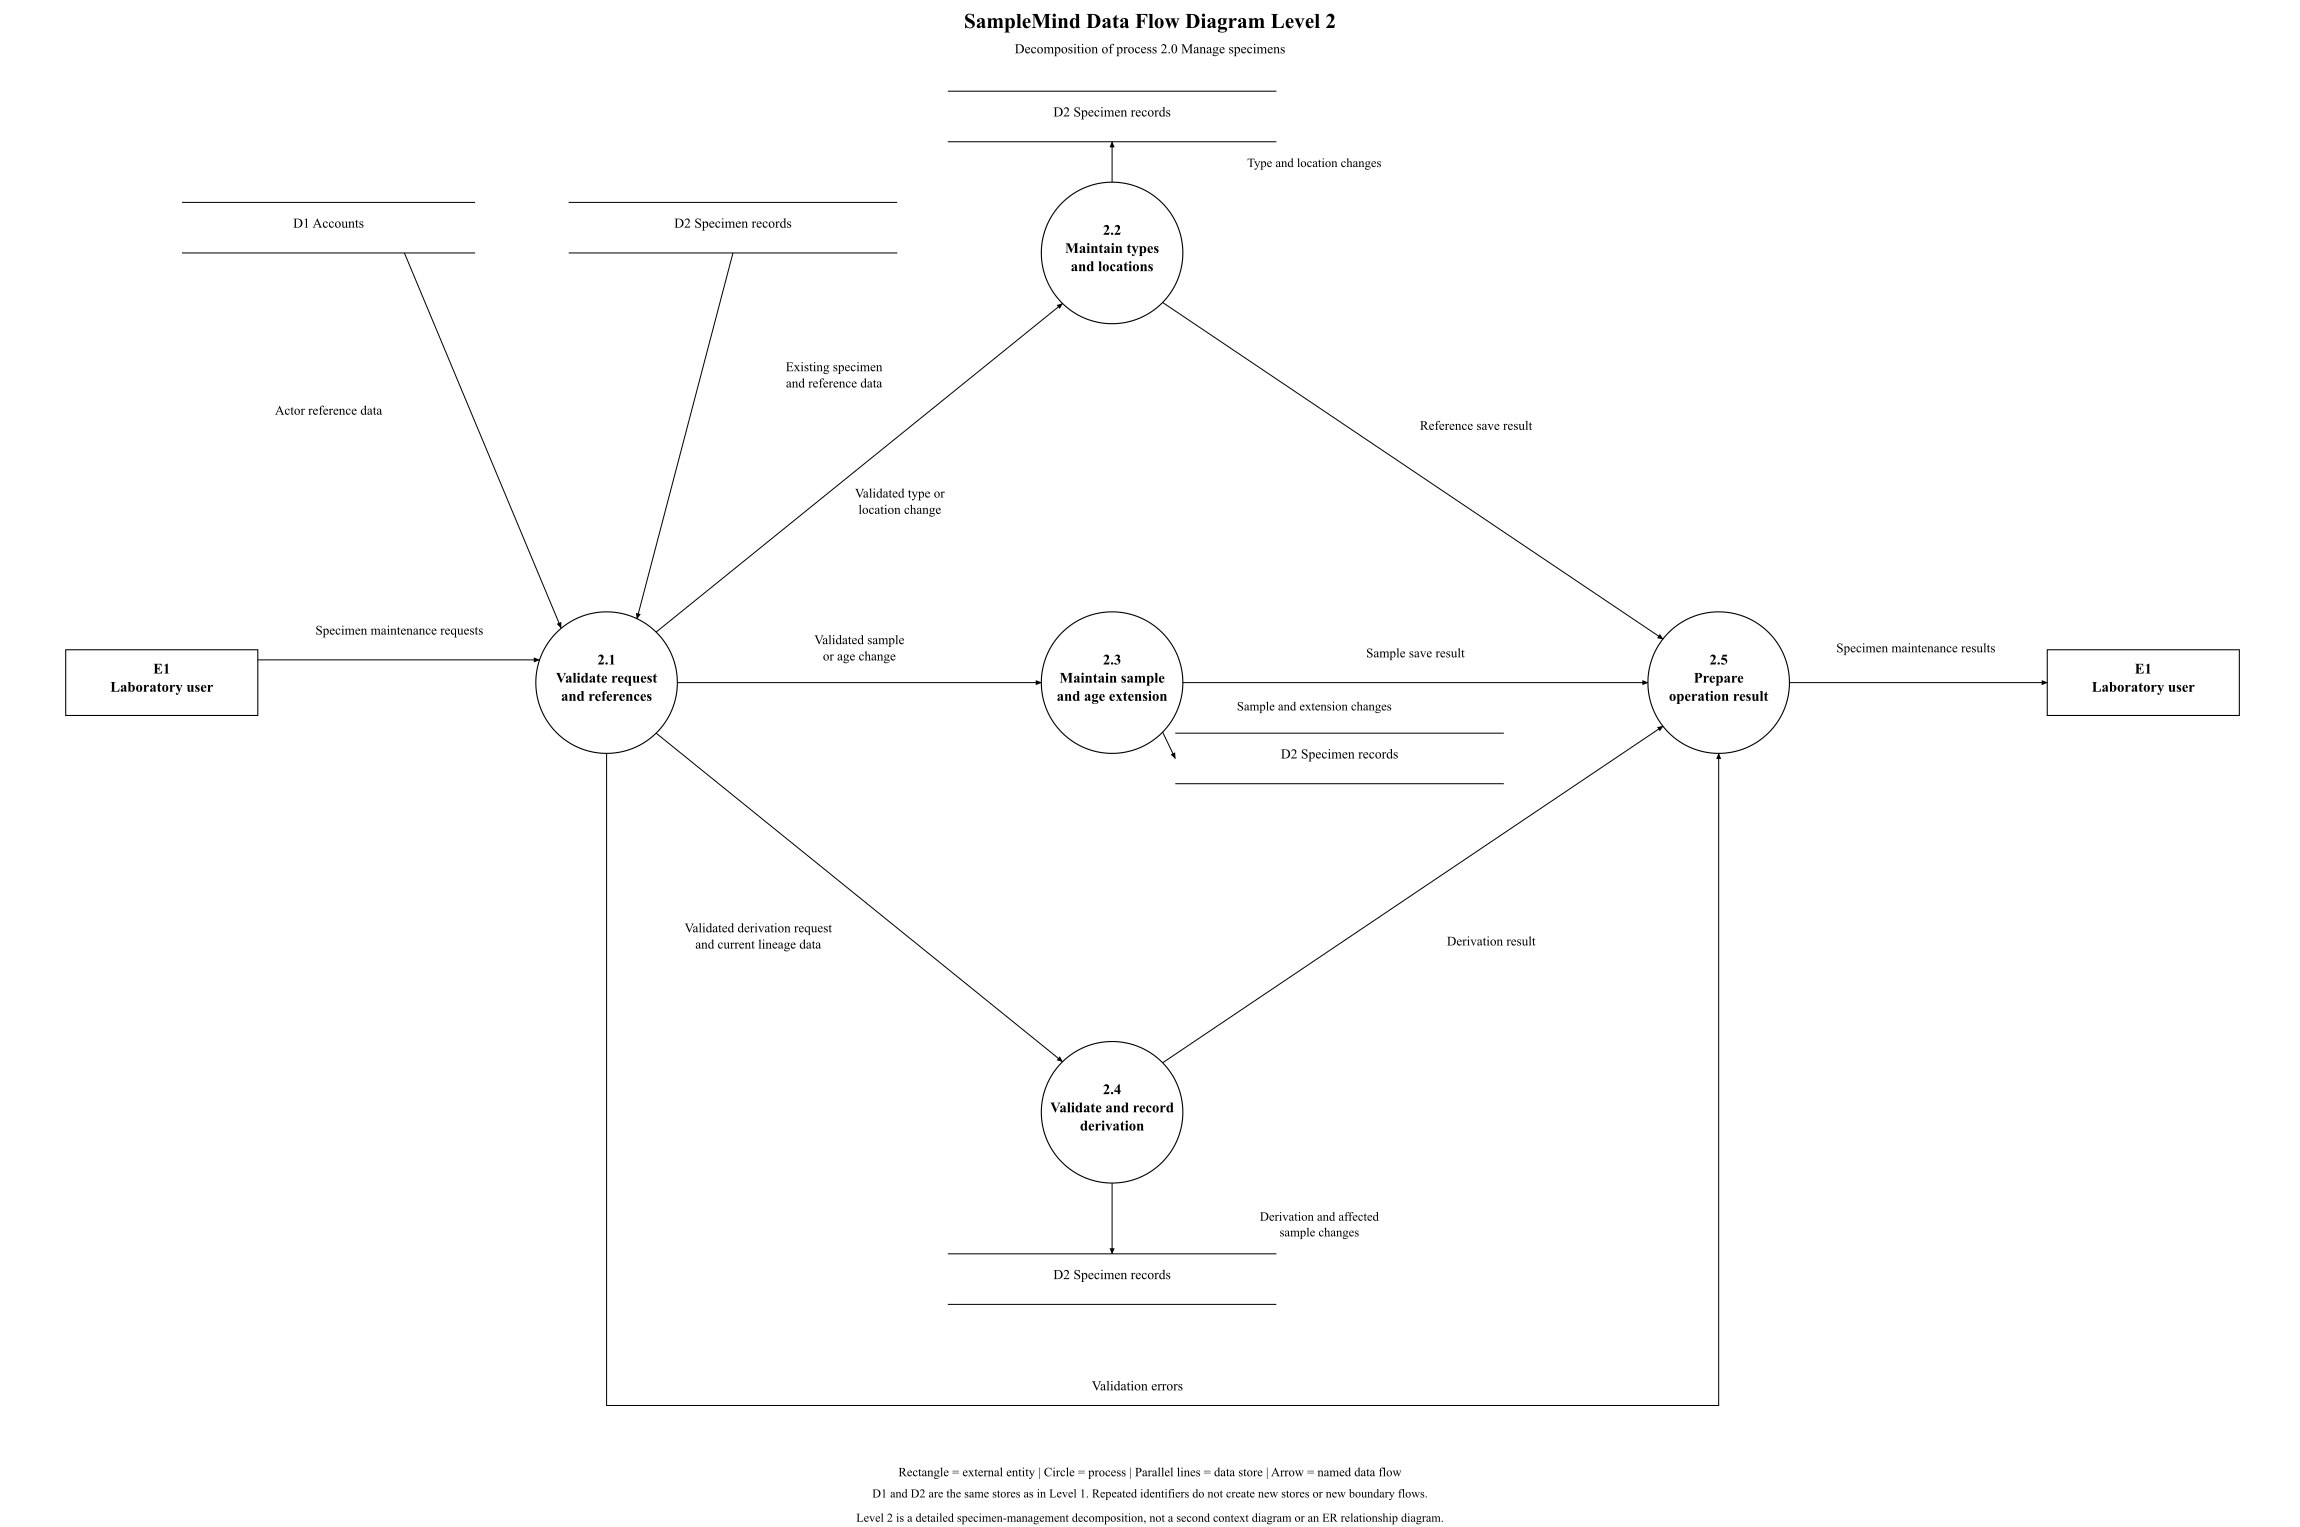 SampleMind Data Flow Diagram Level 2
Decomposition of process 2.0 Manage specimens
D2 Specimen records
Type and location changes
D1 Accounts
D2 Specimen records
2.2
Maintain types
and locations
Existing specimen
and reference data
Actor reference data
Reference save result
Validated type or
location change
Specimen maintenance requests
E1
Laboratory user
2.1
Validate request
and references
Validated sample
or age change
2.3
Maintain sample
and age extension
Sample save result
Sample and extension changes
D2 Specimen records
2.5
Prepare
operation result
Specimen maintenance results
E1
Laboratory user
Validated derivation request
and current lineage data
Derivation result
2.4
Validate and record
derivation
Derivation and affected
sample changes
D2 Specimen records
Validation errors
Rectangle = external entity | Circle = process | Parallel lines = data store | Arrow = named data flow
D1 and D2 are the same stores as in Level 1. Repeated identifiers do not create new stores or new boundary flows.
Level 2 is a detailed specimen-management decomposition, not a second context diagram or an ER relationship diagram.